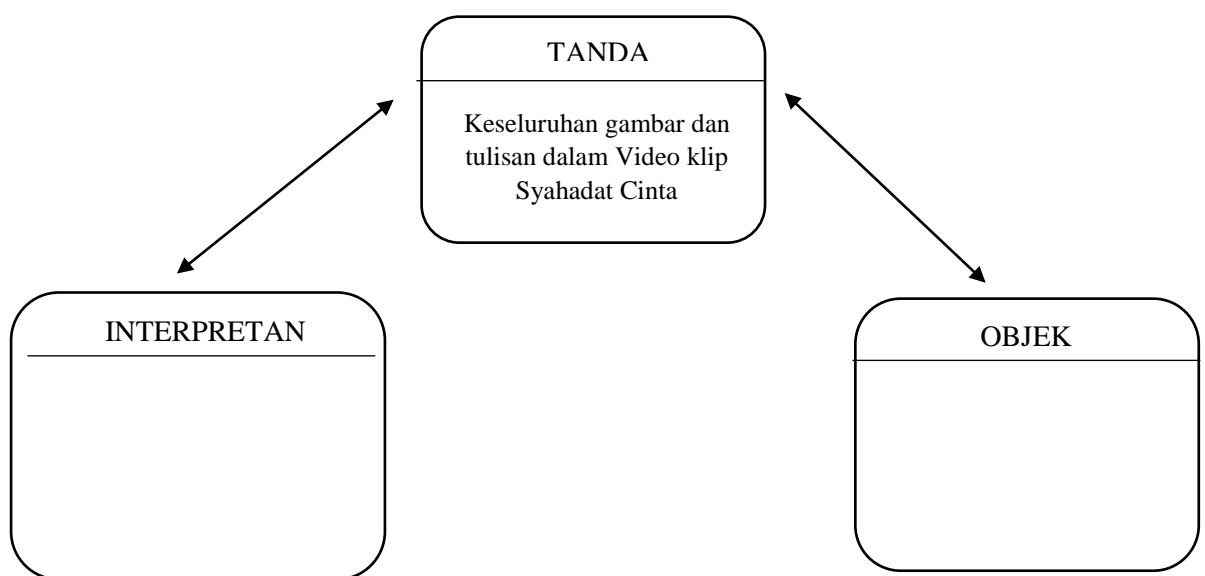 TANDA
Keseluruhan gambar dan
tulisan dalam Video klip
Syahadat Cinta
INTERPRETAN
OBJEK